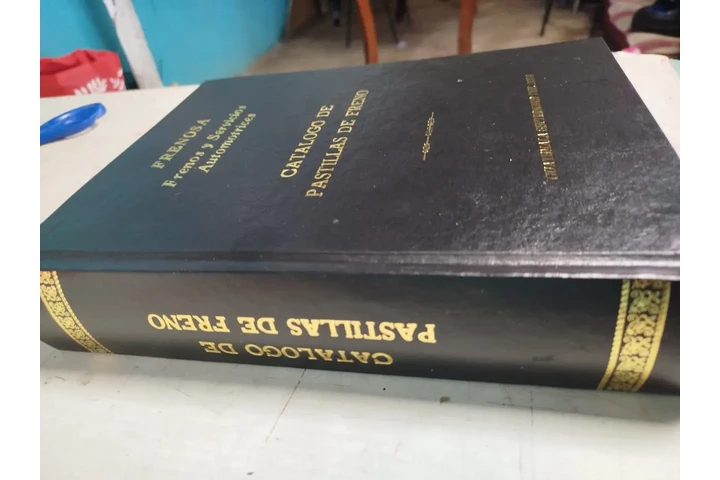 FRENOSA
Frenos y Servicios
Automotrices
CATALOGO DE
PASTILLAS DE FRENO
CATALOGO DE
PASTILLAS DE FRENO